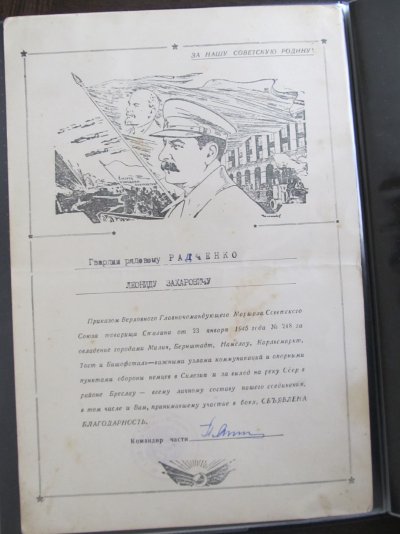 ЗА НАШУ СОВЕТСКУЮ РОДИНУ!
Гвардии рядовому РАДЧЕНКО
ЛЕОНИДУ ЗАХАРОВИЧУ
Приказом Верховного Главнокомандующего Маршала Советского
Союза товарища Сталина от 23 января 1945 года № 248 за
овладение городами Милич, Бернштадт, Намслау, Карльсмаркт,
Тост и Бишофсталь—важными узлами коммуникаций и опорными
пунктами обороны немцев в Силезии и за выход на реку Одер в
районе Бреслау — всему личному составу нашего соединения,
в том числе и Вам, принимавшему участие в боях, ОБЪЯВЛЕНА
БЛАГОДАРНОСТЬ.
Командир части